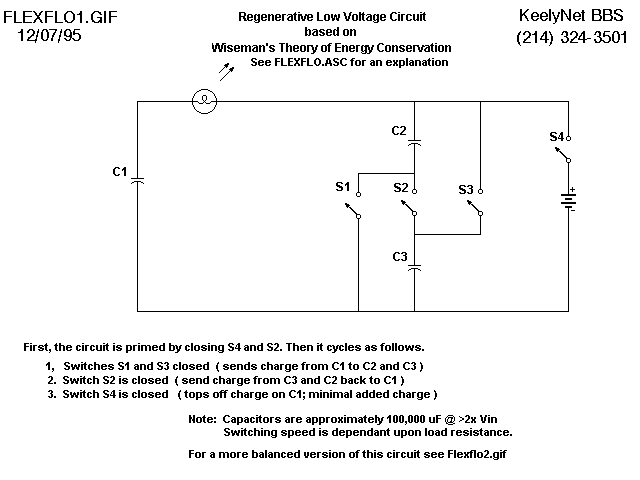 FLEXFLO1.GIF
12/07/95
Regenerative Low Voltage Circuit
based on
Wiseman's Theory of Energy Conservation
See FLEXFLO.ASC for an explanation
KeelyNet BBS
(214) 324-3501
C1
C2
S1
S2
S3
S4
+
-
C3
First, the circuit is primed by closing S4 and S2. Then it cycles as follows.
1, Switches S1 and S3 closed ( sends charge from C1 to C2 and C3 )
2. Switch S2 is closed ( send charge from C3 and C2 back to C1 )
3. Switch S4 is closed ( tops off charge on C1; minimal added charge )
Note: Capacitors are approximately 100,000 uF @ >2x Vin
Switching speed is dependant upon load resistance.
For a more balanced version of this circuit see Flexflo2.gif